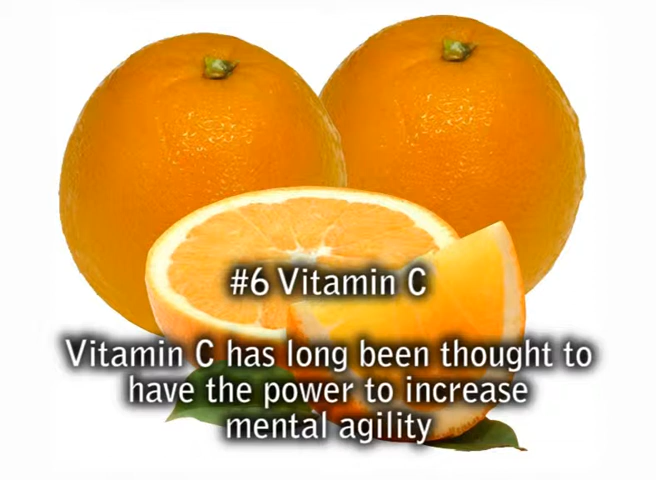 #6 Vitamin C
Vitamin C has long been thought to
have the power to increase
mental agility